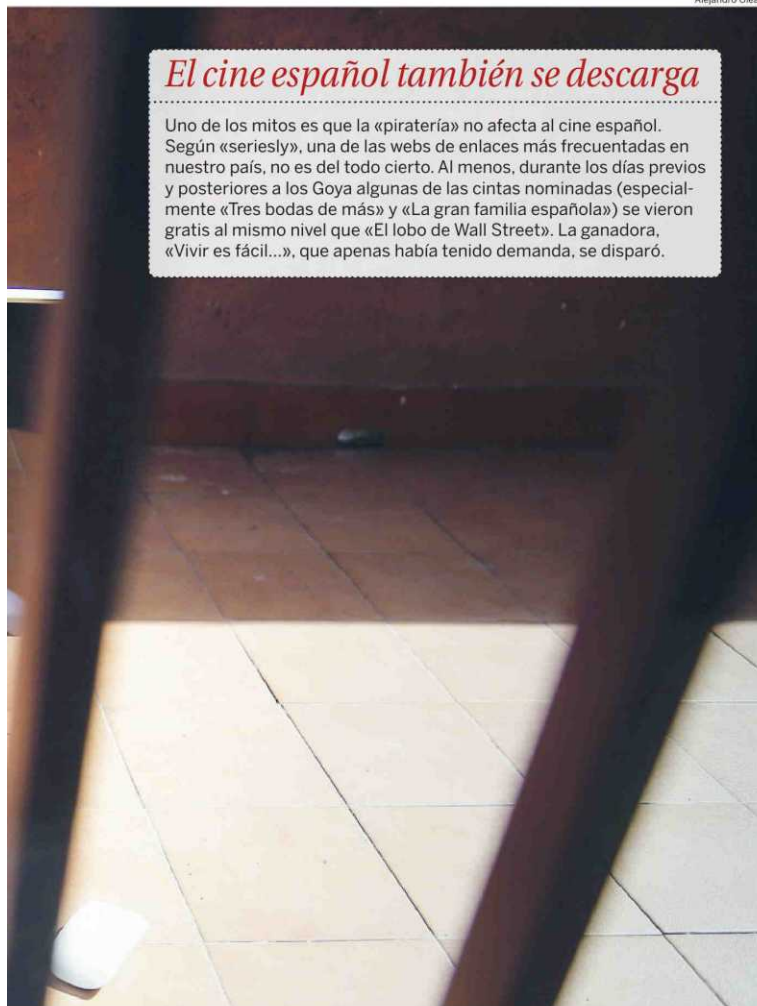 El cine español también se descarga
Uno de los mitos es que la «piratería» no afecta al cine español.
Según «seriesly», una de las webs de enlaces más frecuentadas en
nuestro país, no es del todo cierto. Al menos, durante los días previos
y posteriores a los Goya algunas de las cintas nominadas (especial-
mente «Tres bodas de más» y «La gran familia española») se vieron
gratis al mismo nivel que «El lobo de Wall Street». La ganadora,
«Vivir es fácil...», que apenas había tenido demanda, se disparó.